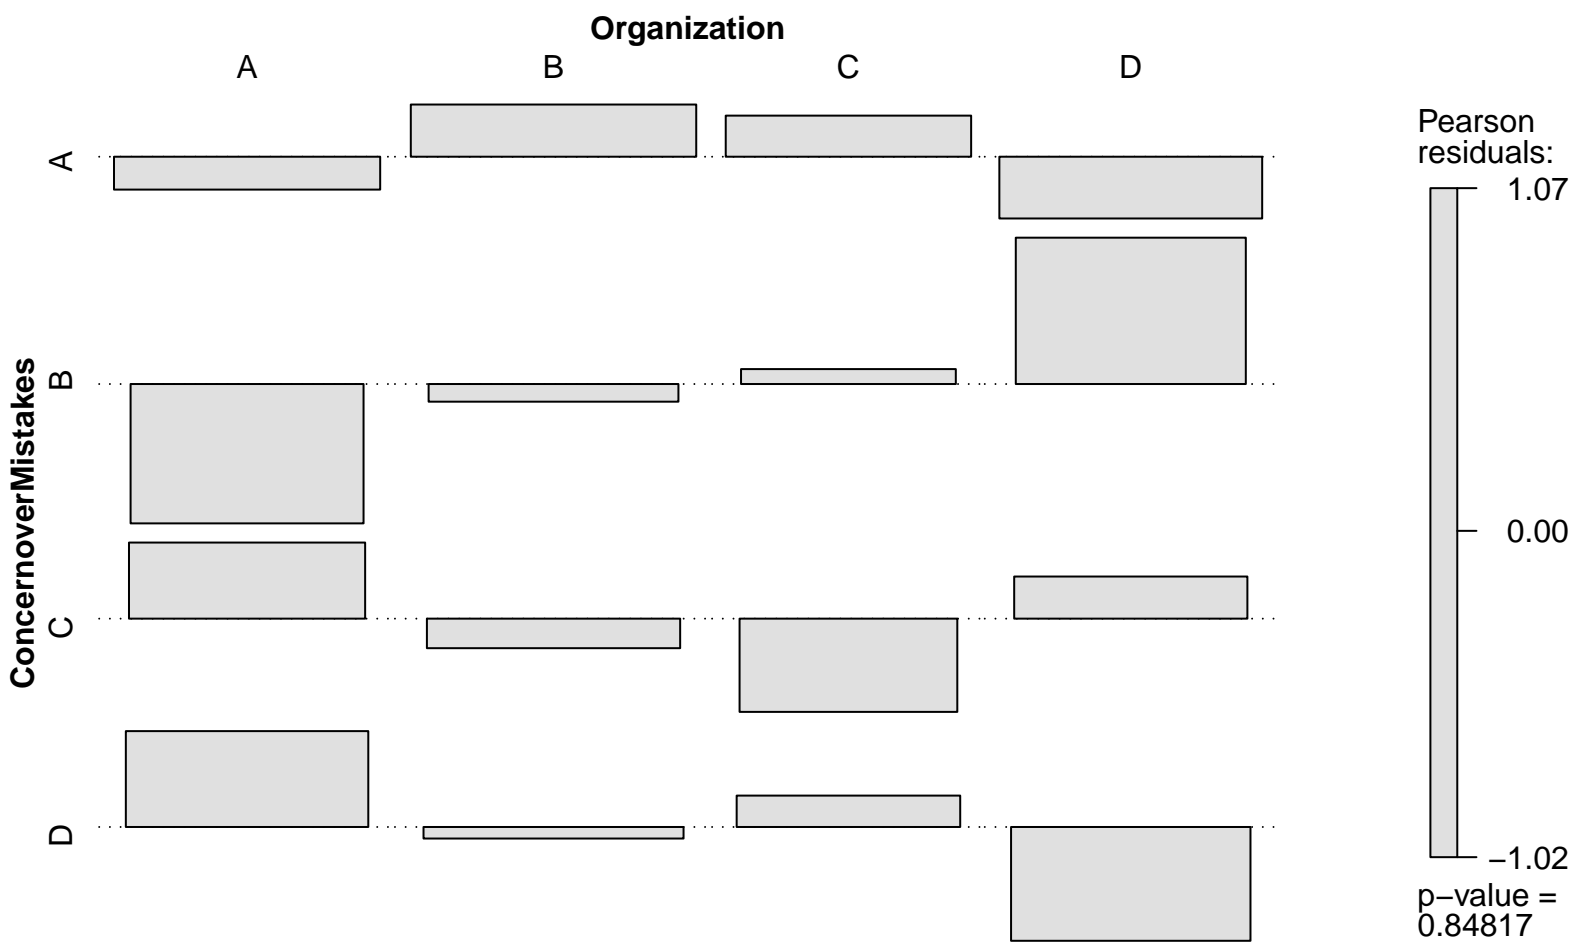 Organization
A B C D
ConcernoverMistakes
A
B
C
D
Pearson
residuals:
1.07
0.00
−1.02
p−value =
0.84817